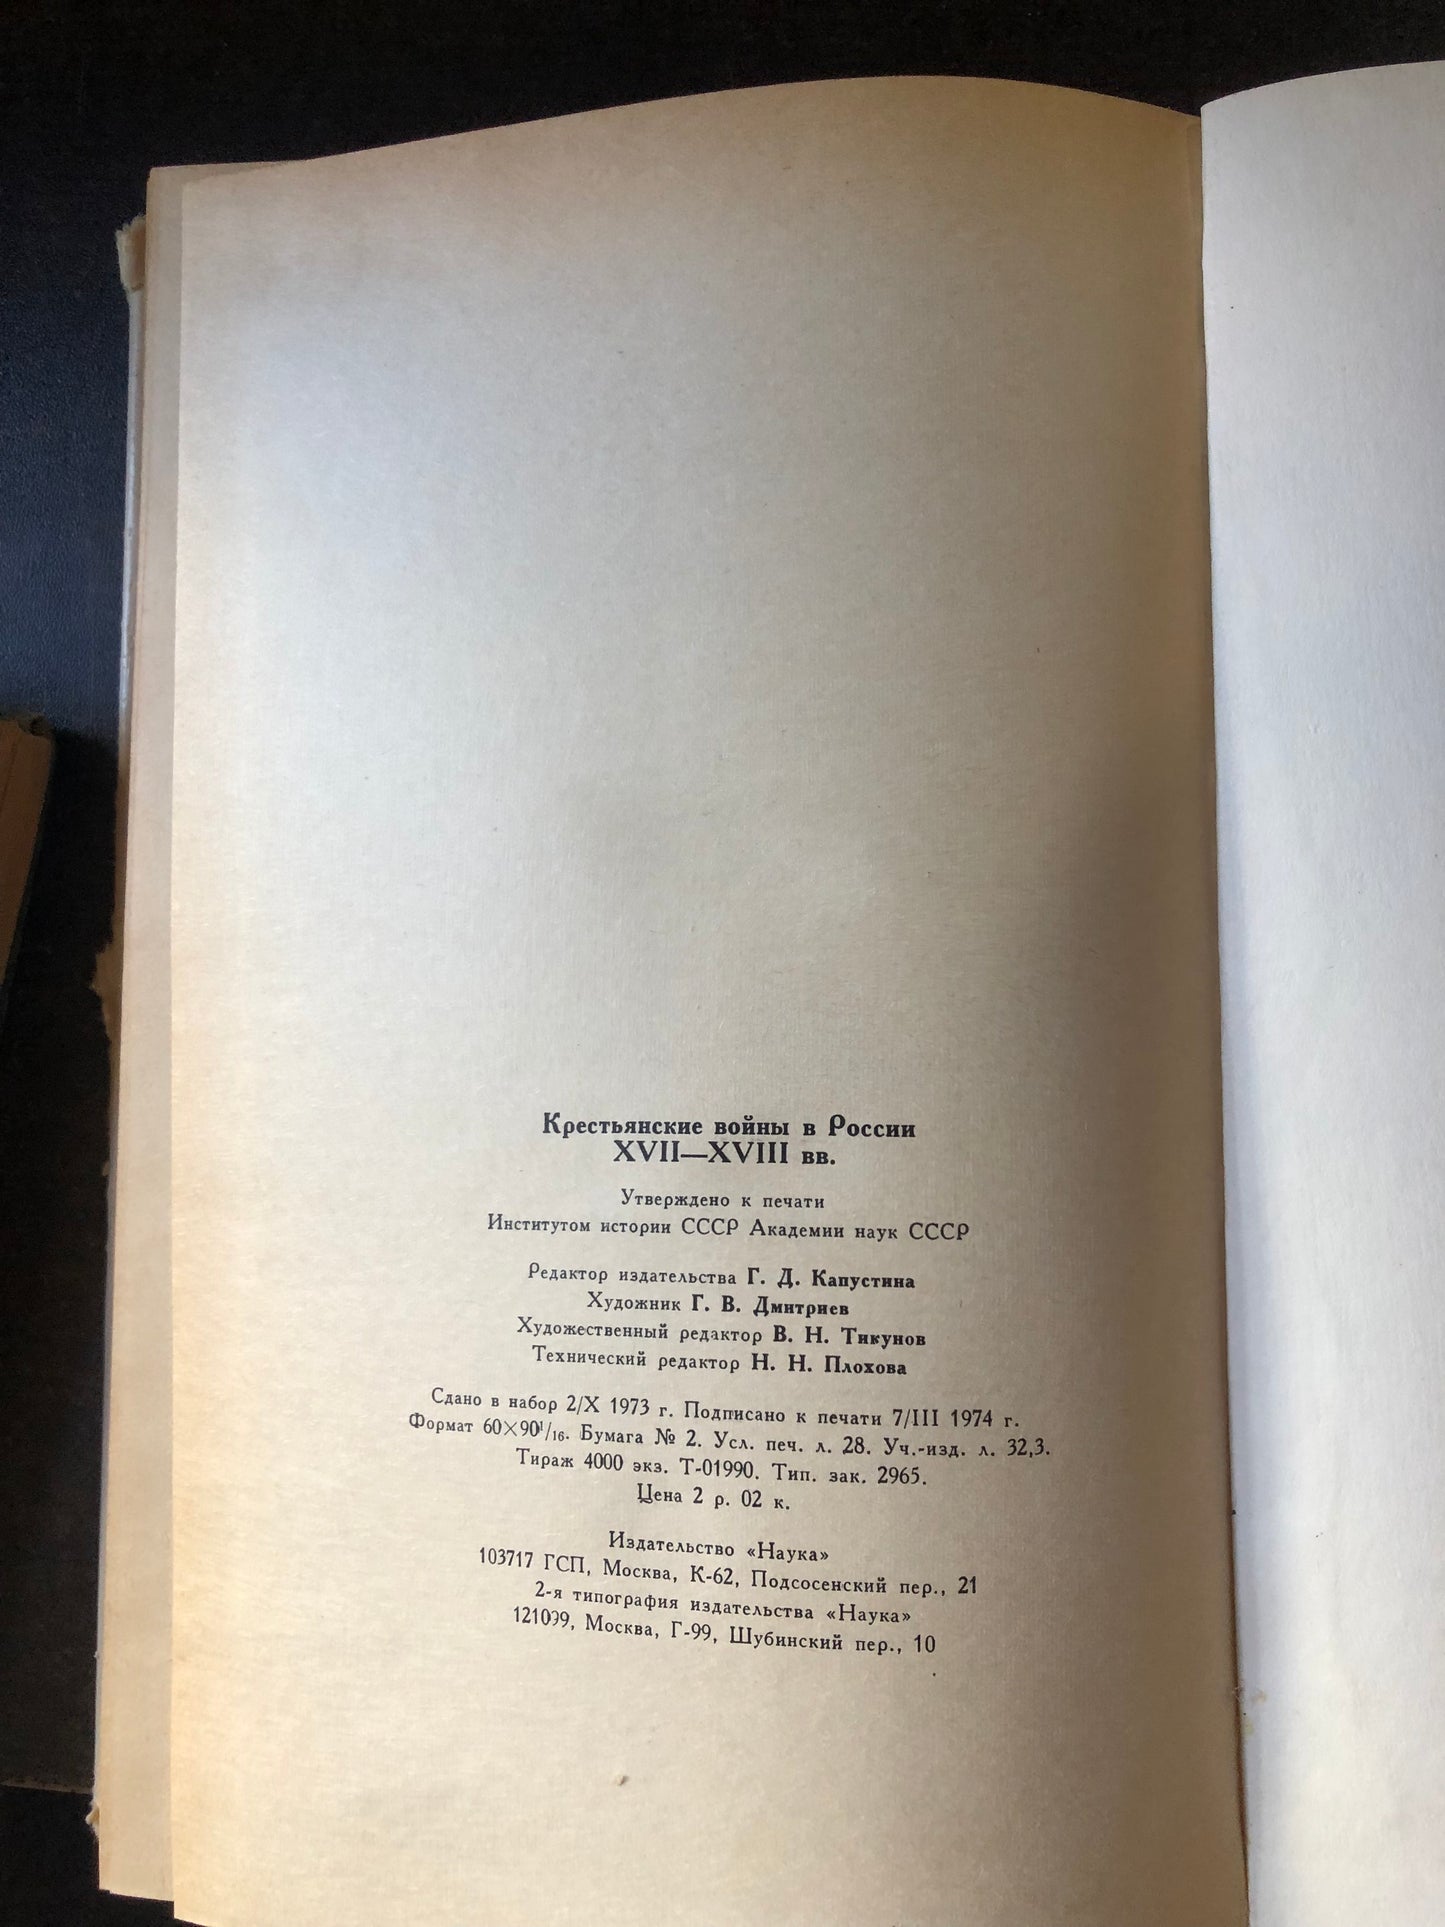 Крестьянские войны в России
XVII—XVIII вв.
Утверждено к печати
Институтом истории СССР Академии наук СССР
Редактор издательства Г. Д. Капустина
Художник Г. В. Дмитриев
Художественный редактор В. Н. Тикунов
Технический редактор Н. Н. Плохова
Сдано в набор 2/X 1973 г. Подписано к печати 7/III 1974 г.
Формат 60×90¹/₁₆. Бумага № 2. Усл. печ. л. 28. Уч.-изд. л. 32,3.
Тираж 4000 экз. Т-01990. Тип. зак. 2965.
Цена 2 р. 02 к.
Издательство «Наука»
103717 ГСП, Москва, К-62, Подсосенский пер., 21
2-я типография издательства «Наука»
121099, Москва, Г-99, Шубинский пер., 10